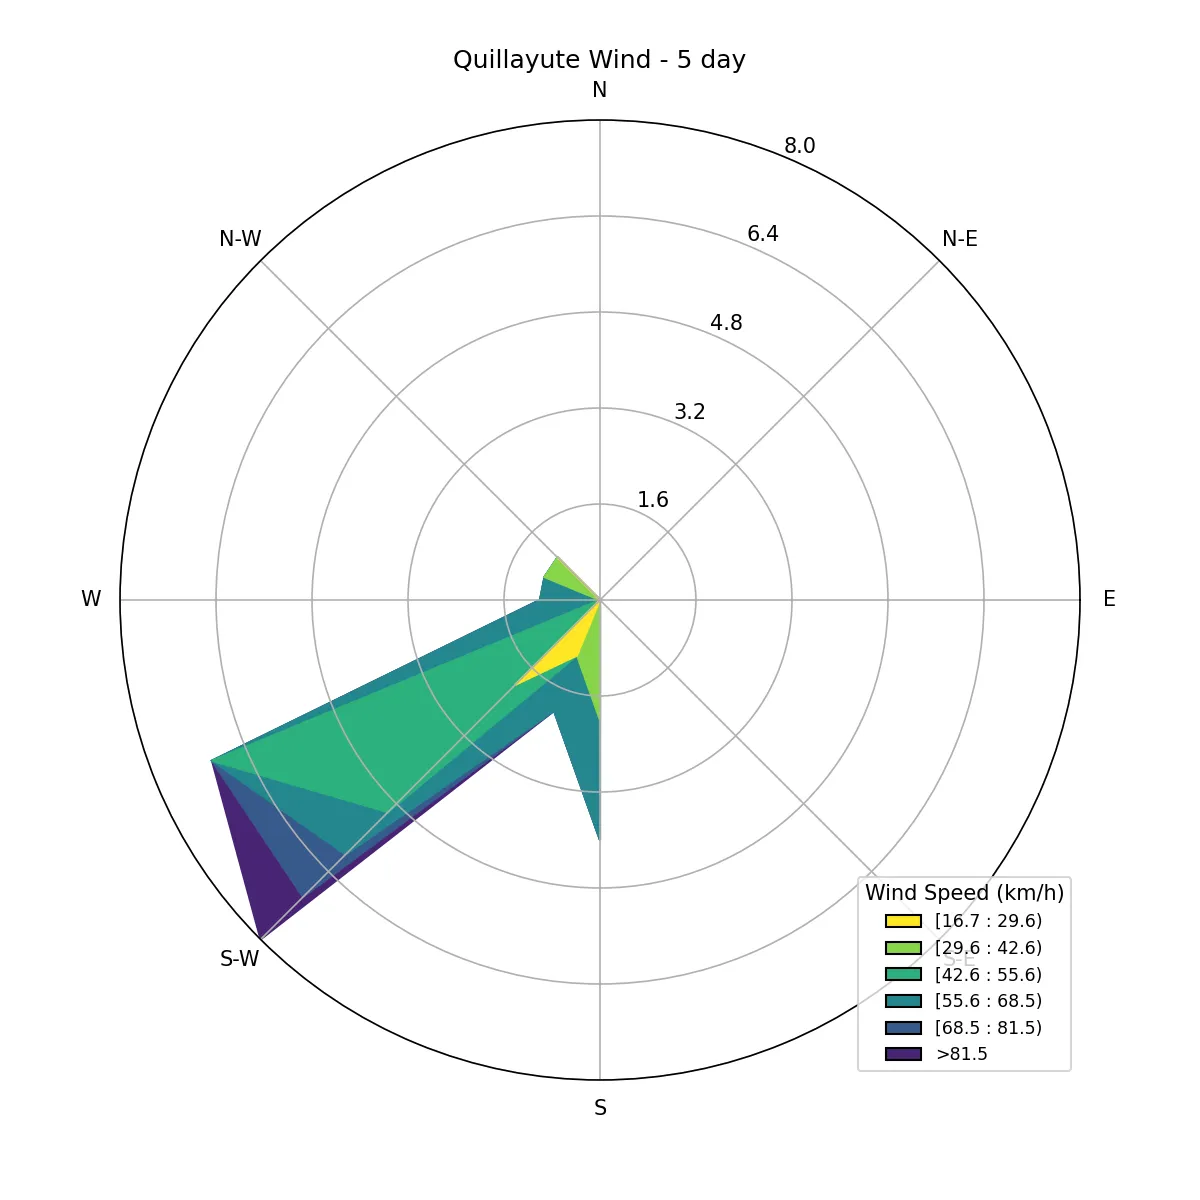 Quillayute Wind - 5 day
N
8.0
N-W
6.4
N-E
4.8
3.2
1.6
W
E
S-W
S-E
Wind Speed (km/h)
[16.7 : 29.6)
[29.6 : 42.6)
[42.6 : 55.6)
[55.6 : 68.5)
[68.5 : 81.5)
>81.5
S